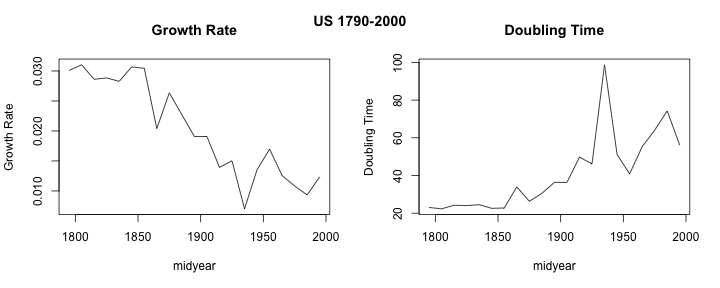 US 1790-2000
Growth Rate
Doubling Time
Growth Rate
0.010
0.020
0.030
1800
1850
1900
1950
2000
midyear
Doubling Time
20
40
60
80
100
1800
1850
1900
1950
2000
midyear